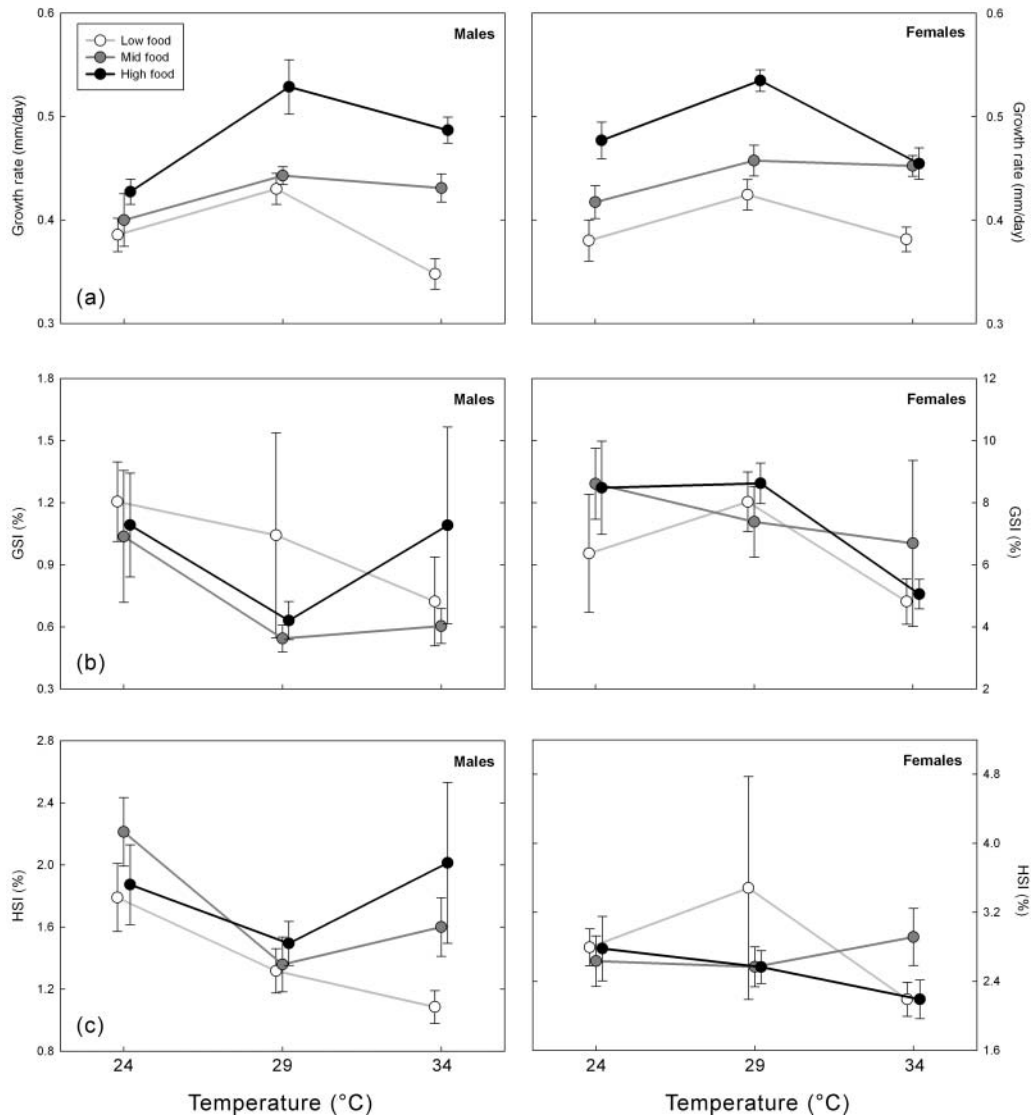 0.6
Males
Low food
Mid food
High food
0.5
0.4
0.3
Growth rate (mm/day)
(a)
Females
0.6
0.5
0.4
0.3
Growth rate (mm/day)
1.8
Males
1.5
1.2
0.9
0.6
0.3
GSI (%)
(b)
Females
12
10
8
6
4
2
GSI (%)
2.8
Males
2.4
2.0
1.6
1.2
0.8
HSI (%)
(c)
24
29
34
Temperature (°C)
Females
4.8
4.0
3.2
2.4
1.6
HSI (%)
24
29
34
Temperature (°C)